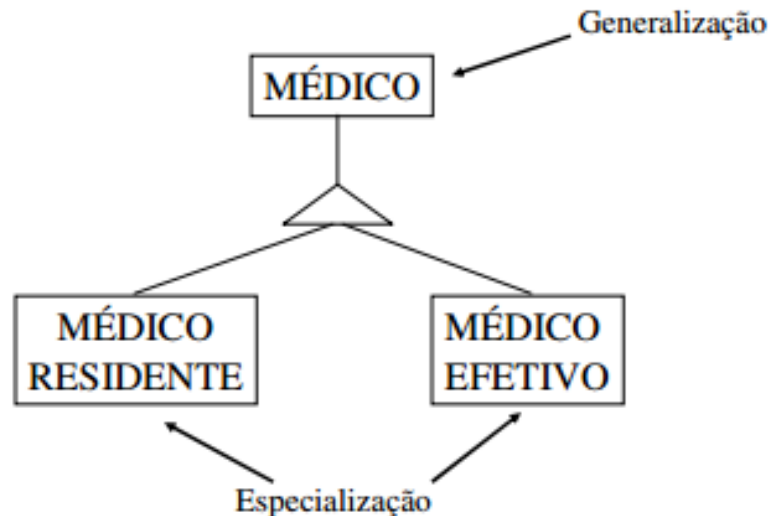 Generalização
MÉDICO
MÉDICO
RESIDENTE
MÉDICO
EFETIVO
Especialização